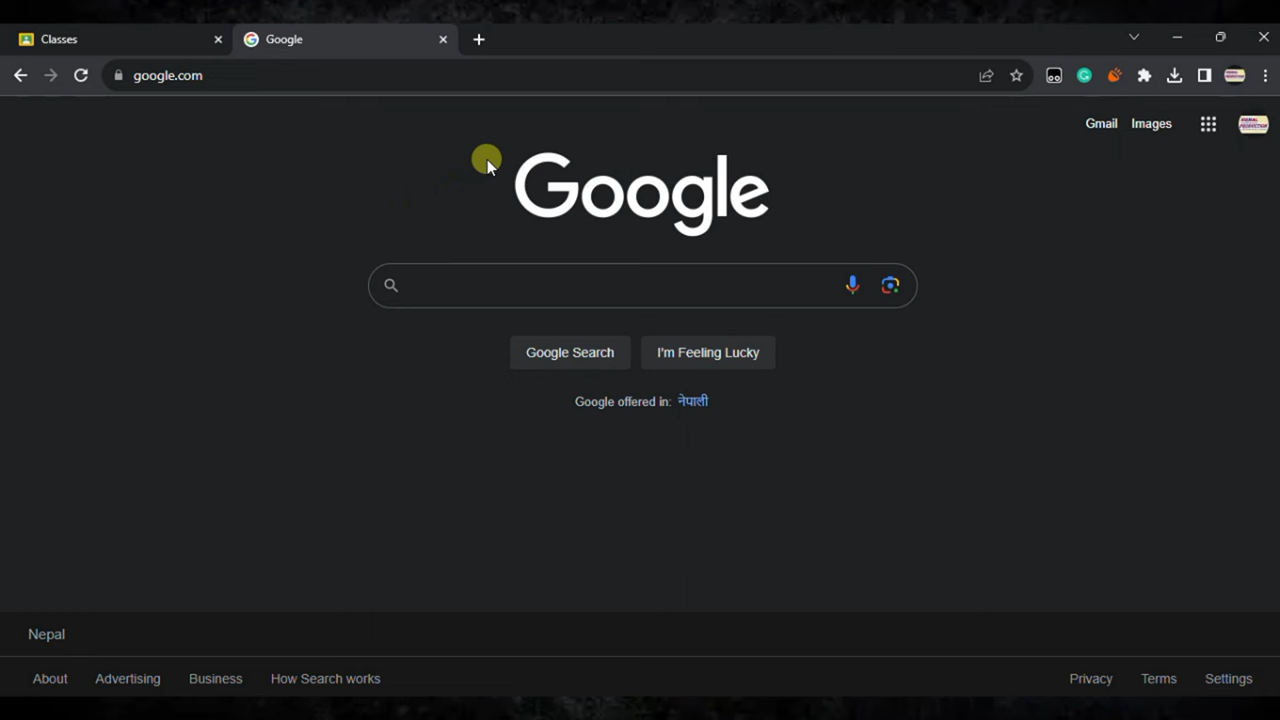 Classes
Google
google.com
Gmail Images
Google
Google Search I'm Feeling Lucky
Google offered in: नेपाली
Nepal
About Advertising Business How Search works
Privacy Terms Settings